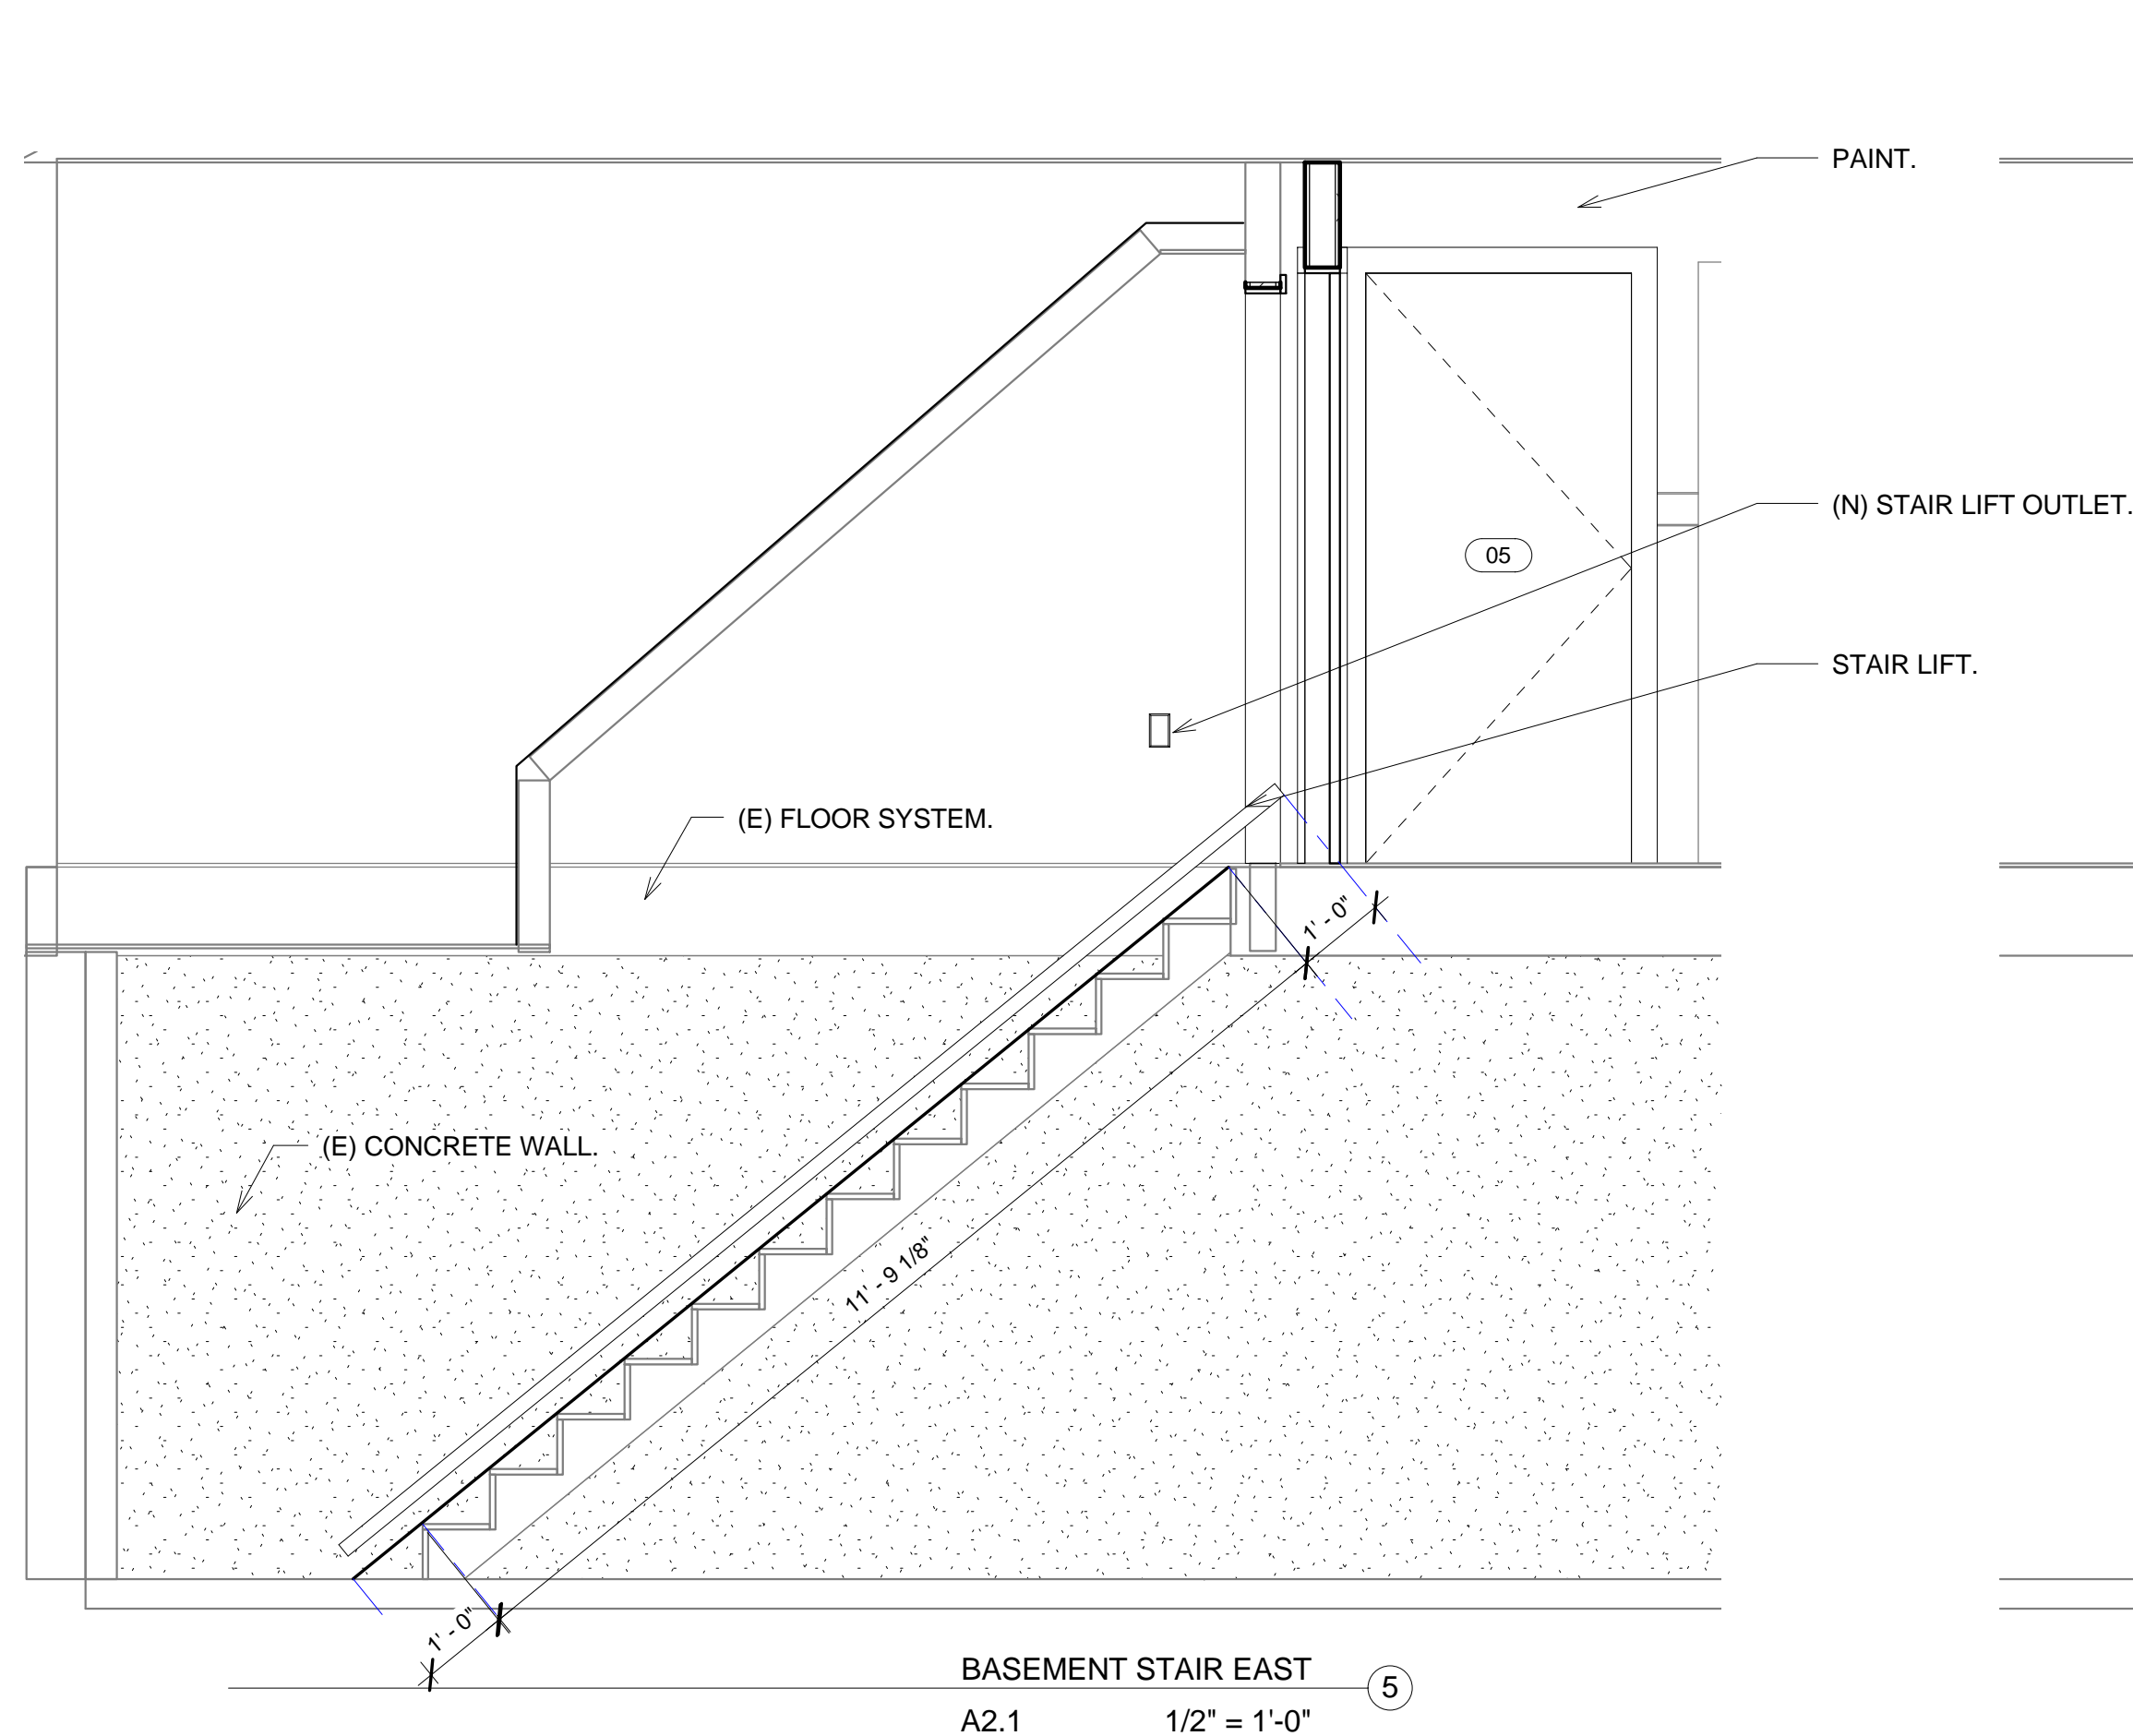 PAINT.
(N) STAIR LIFT OUTLET.
05
STAIR LIFT.
(E) FLOOR SYSTEM.
1' - 0"
(E) CONCRETE WALL.
11' - 9 1/8"
1' - 0"
BASEMENT STAIR EAST
5
A2.1 1/2" = 1'-0"